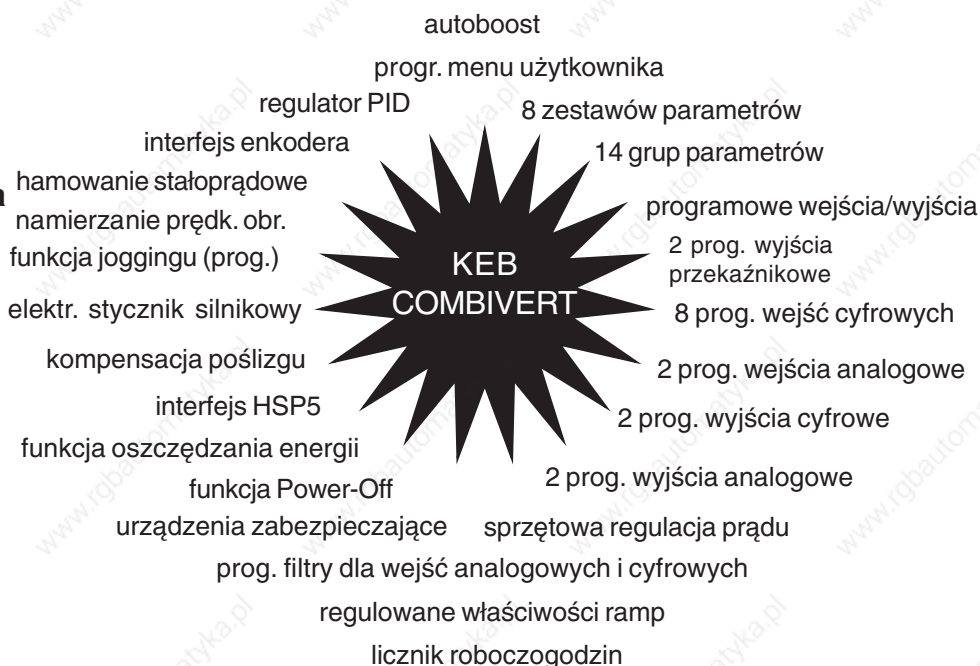 autoboost
progr. menu użytkownika
regulator PID
8 zestawów parametrów
interfejs enkodera
14 grup parametrów
hamowanie stałoprądowe
namierzanie prędk. obr.
programowe wejścia/wyjścia
funkcja joggingu (prog.)
2 prog. wyjścia
przekaźnikowe
KEB
COMBIVERT
elektr. stycznik silnikowy
8 prog. wejść cyfrowych
kompensacja poślizgu
2 prog. wejścia analogowe
interfejs HSP5
2 prog. wyjścia cyfrowe
funkcja oszczędzania energii
2 prog. wyjścia analogowe
funkcja Power-Off
urządzenia zabezpieczające
sprzętowa regulacja prądu
prog. filtry dla wejść analogowych i cyfrowych
regulowane właściwości ramp
licznik roboczogodzin
www.rgbautomatyka.pl